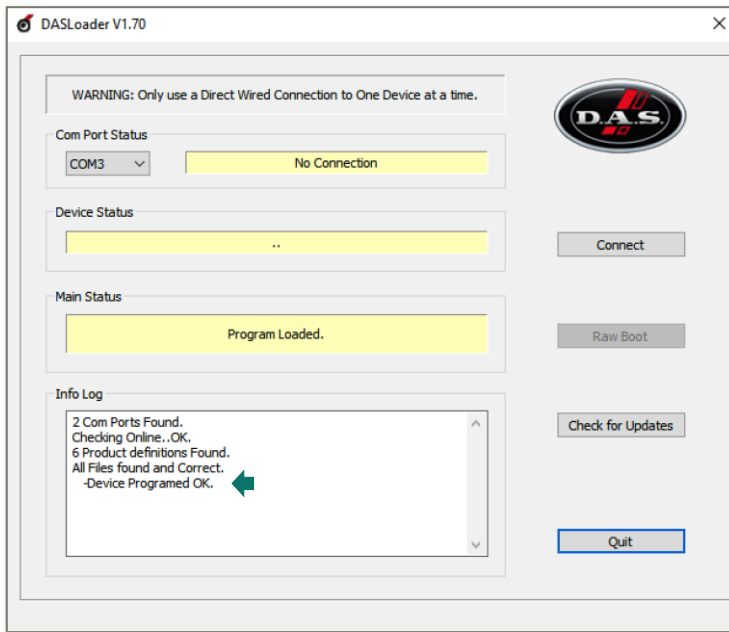 DASLoader V1.70
WARNING: Only use a Direct Wired Connection to One Device at a time.
D.A.S.
Com Port Status
COM3
No Connection
Device Status
..
Connect
Main Status
Program Loaded.
Raw Boot
Info Log
2 Com Ports Found.
Checking Online..OK.
6 Product definitions Found.
All Files found and Correct.
-Device Programed OK.
Check for Updates
Quit